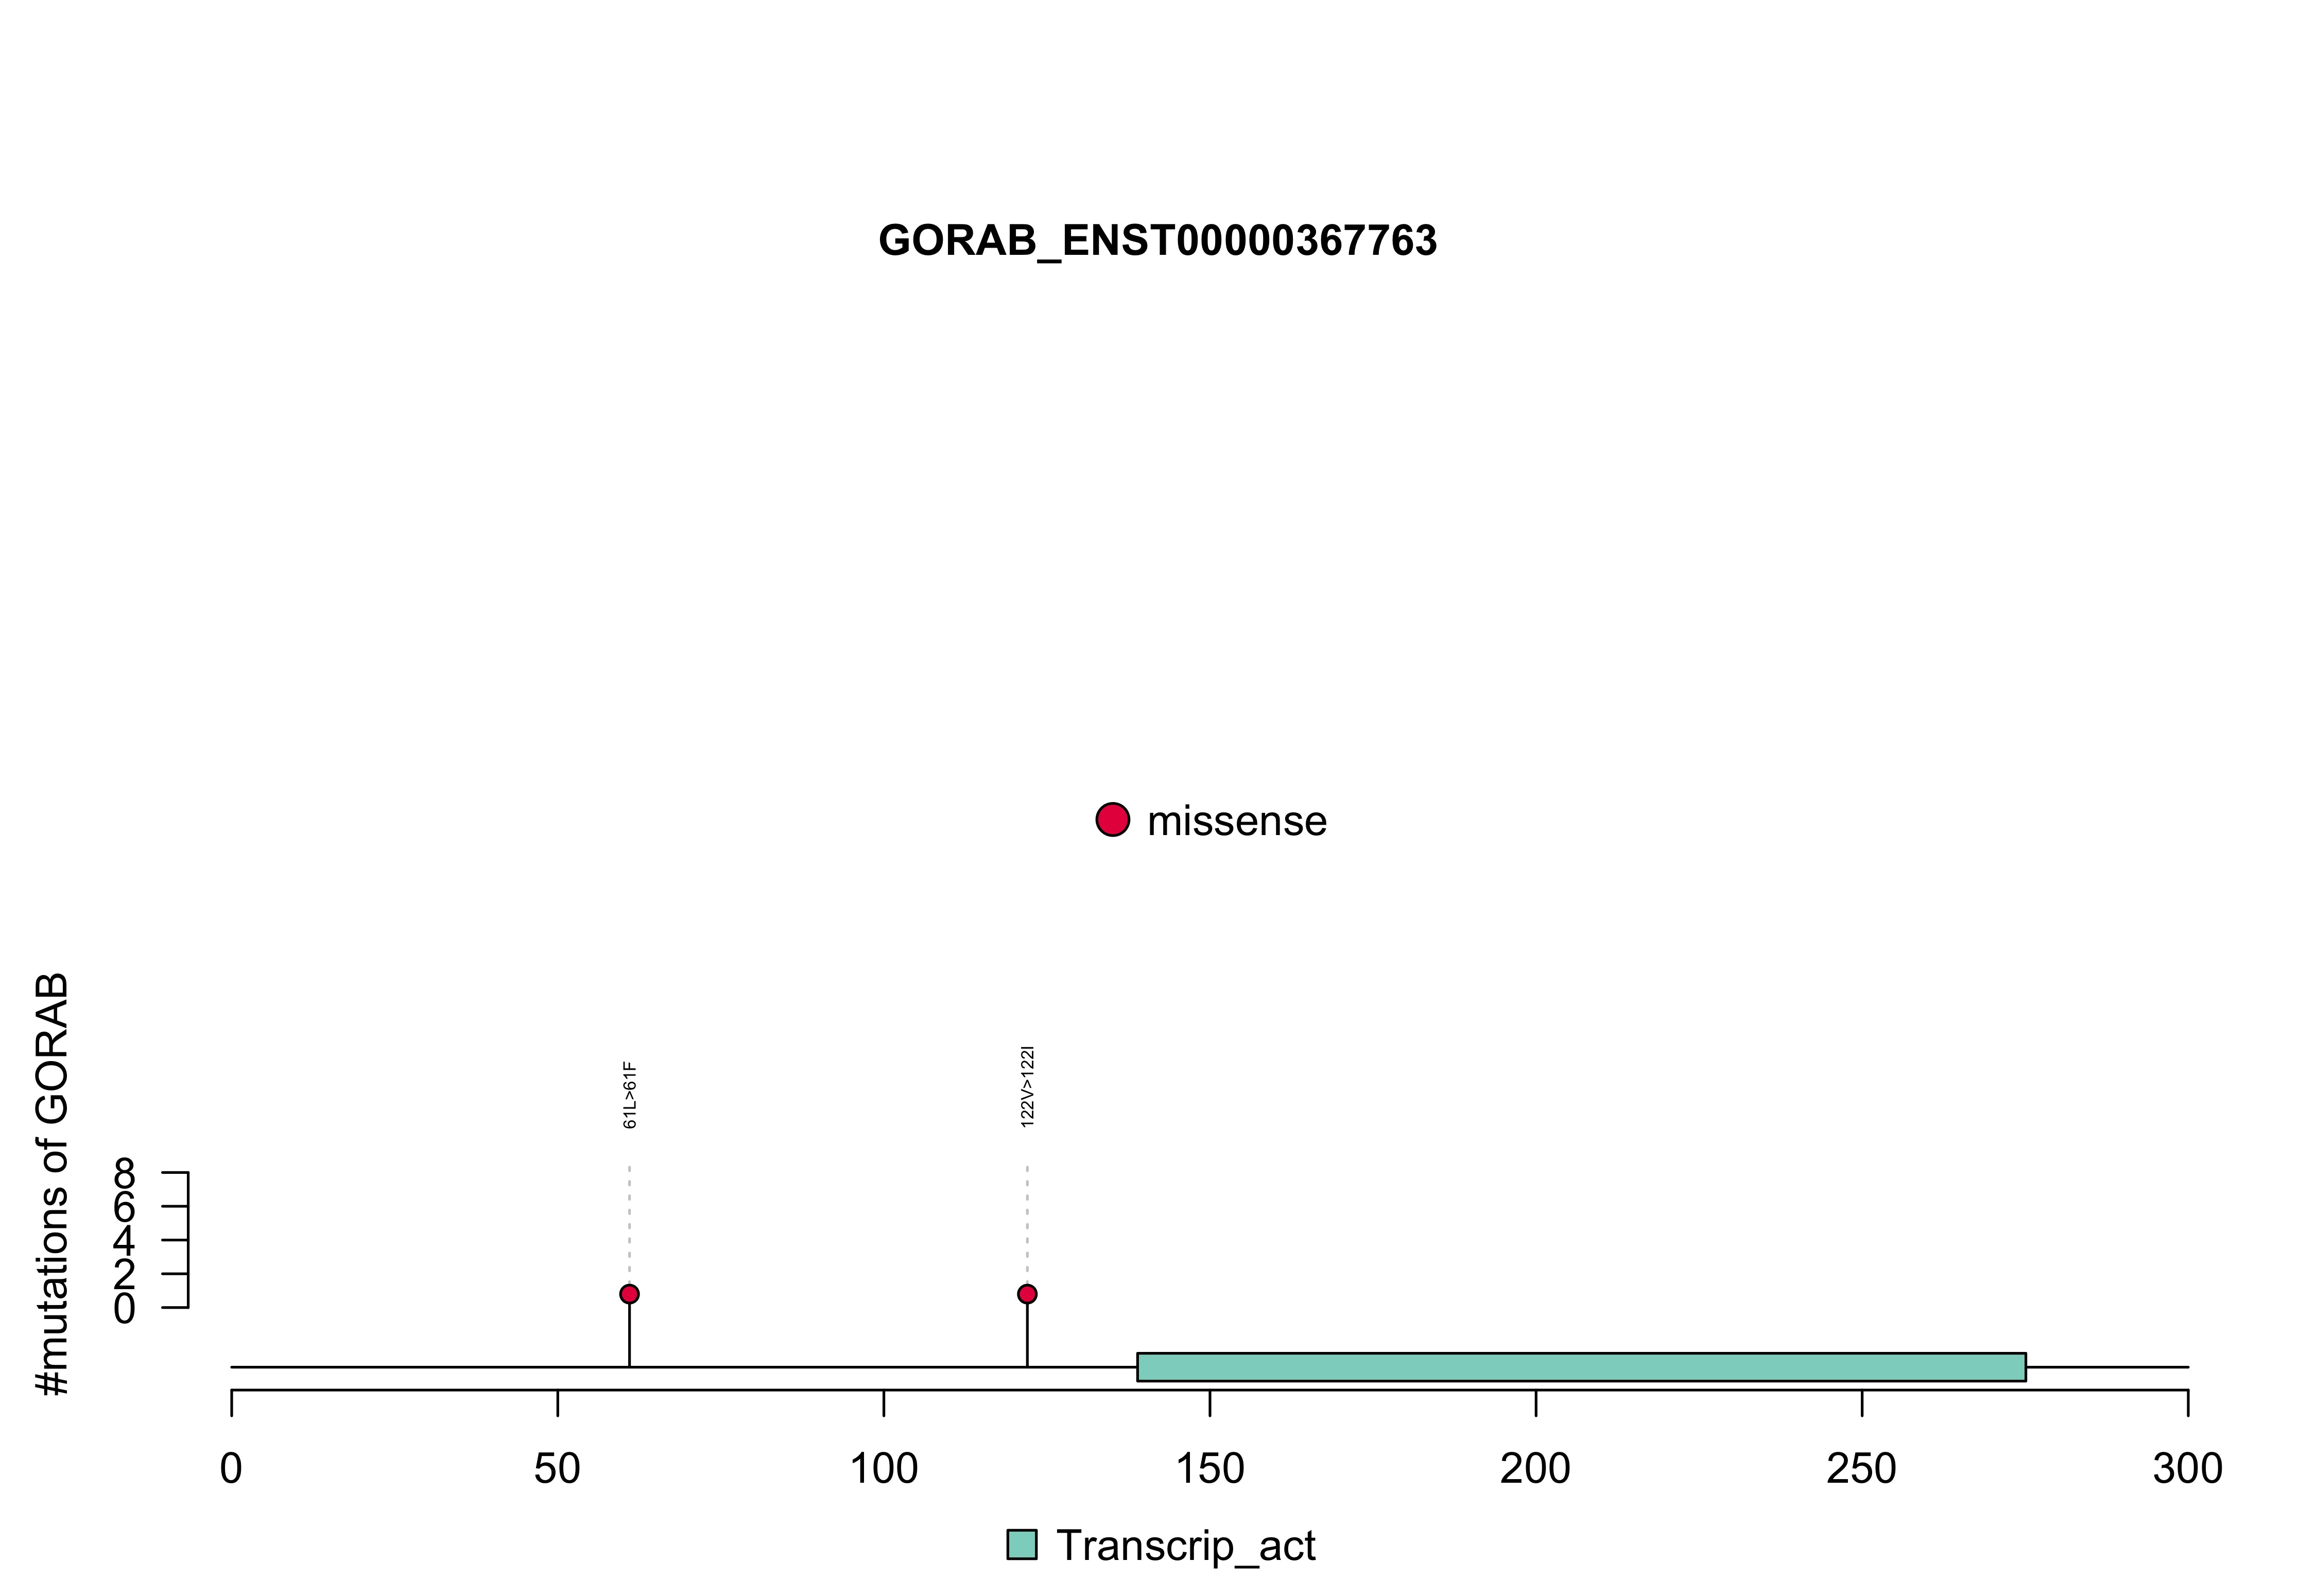 GORAB_ENST00000367763
missense
#mutations of GORAB
61L>61F
122V>122I
8
6
4
2
0
0 50 100 150 200 250 300
Transcrip_act